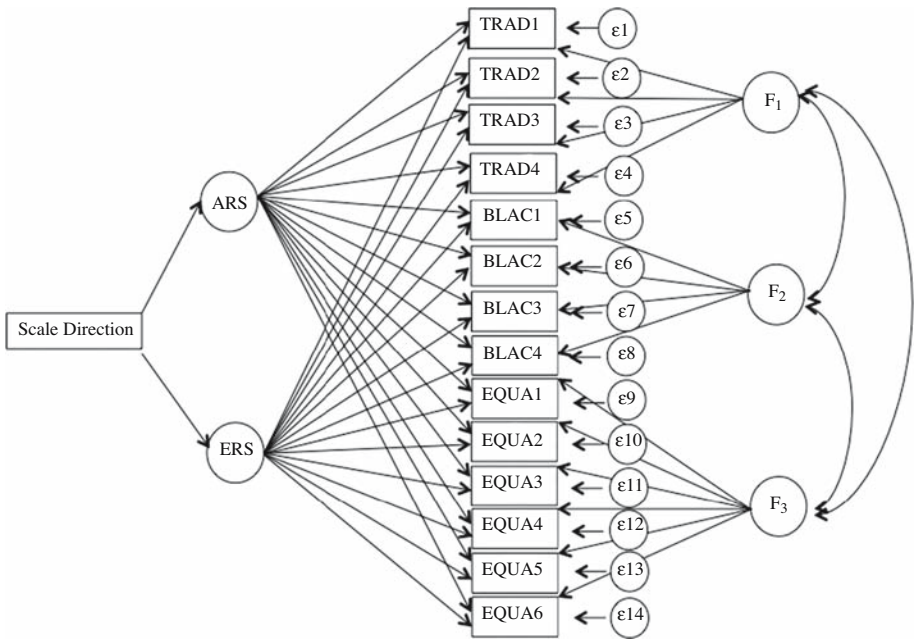 TRAD1
ε1
TRAD2
ε2
F1
TRAD3
ε3
TRAD4
ε4
ARS
BLAC1
ε5
BLAC2
ε6
F2
BLAC3
ε7
Scale Direction
BLAC4
ε8
EQUA1
ε9
EQUA2
ε10
ERS
EQUA3
ε11
F3
EQUA4
ε12
EQUA5
ε13
EQUA6
ε14